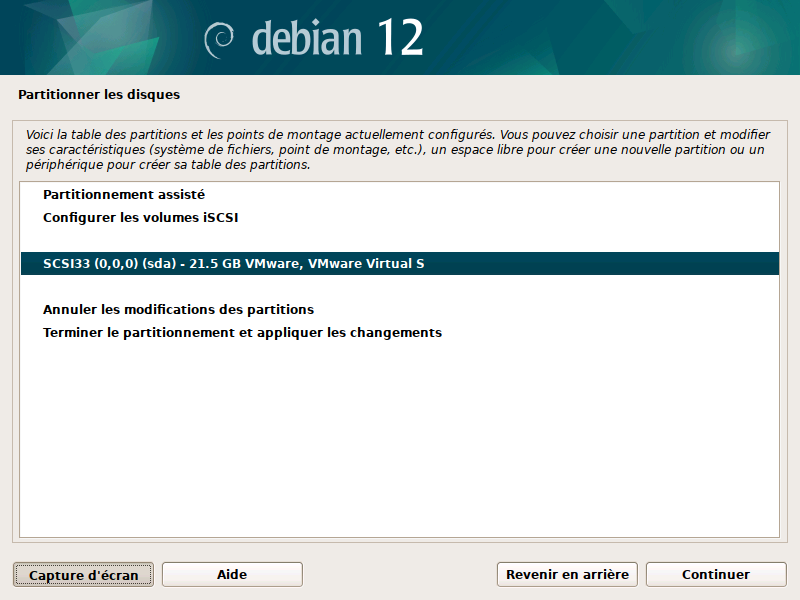 debian 12
Partitionner les disques
Voici la table des partitions et les points de montage actuellement configurés. Vous pouvez choisir une partition et modifier
ses caractéristiques (système de fichiers, point de montage, etc.), un espace libre pour créer une nouvelle partition ou un
périphérique pour créer sa table des partitions.
Partitionnement assisté
Configurer les volumes iSCSI
SCSI33 (0,0,0) (sda) - 21.5 GB VMware, VMware Virtual S
Annuler les modifications des partitions
Terminer le partitionnement et appliquer les changements
Capture d'écran
Aide
Revenir en arrière
Continuer